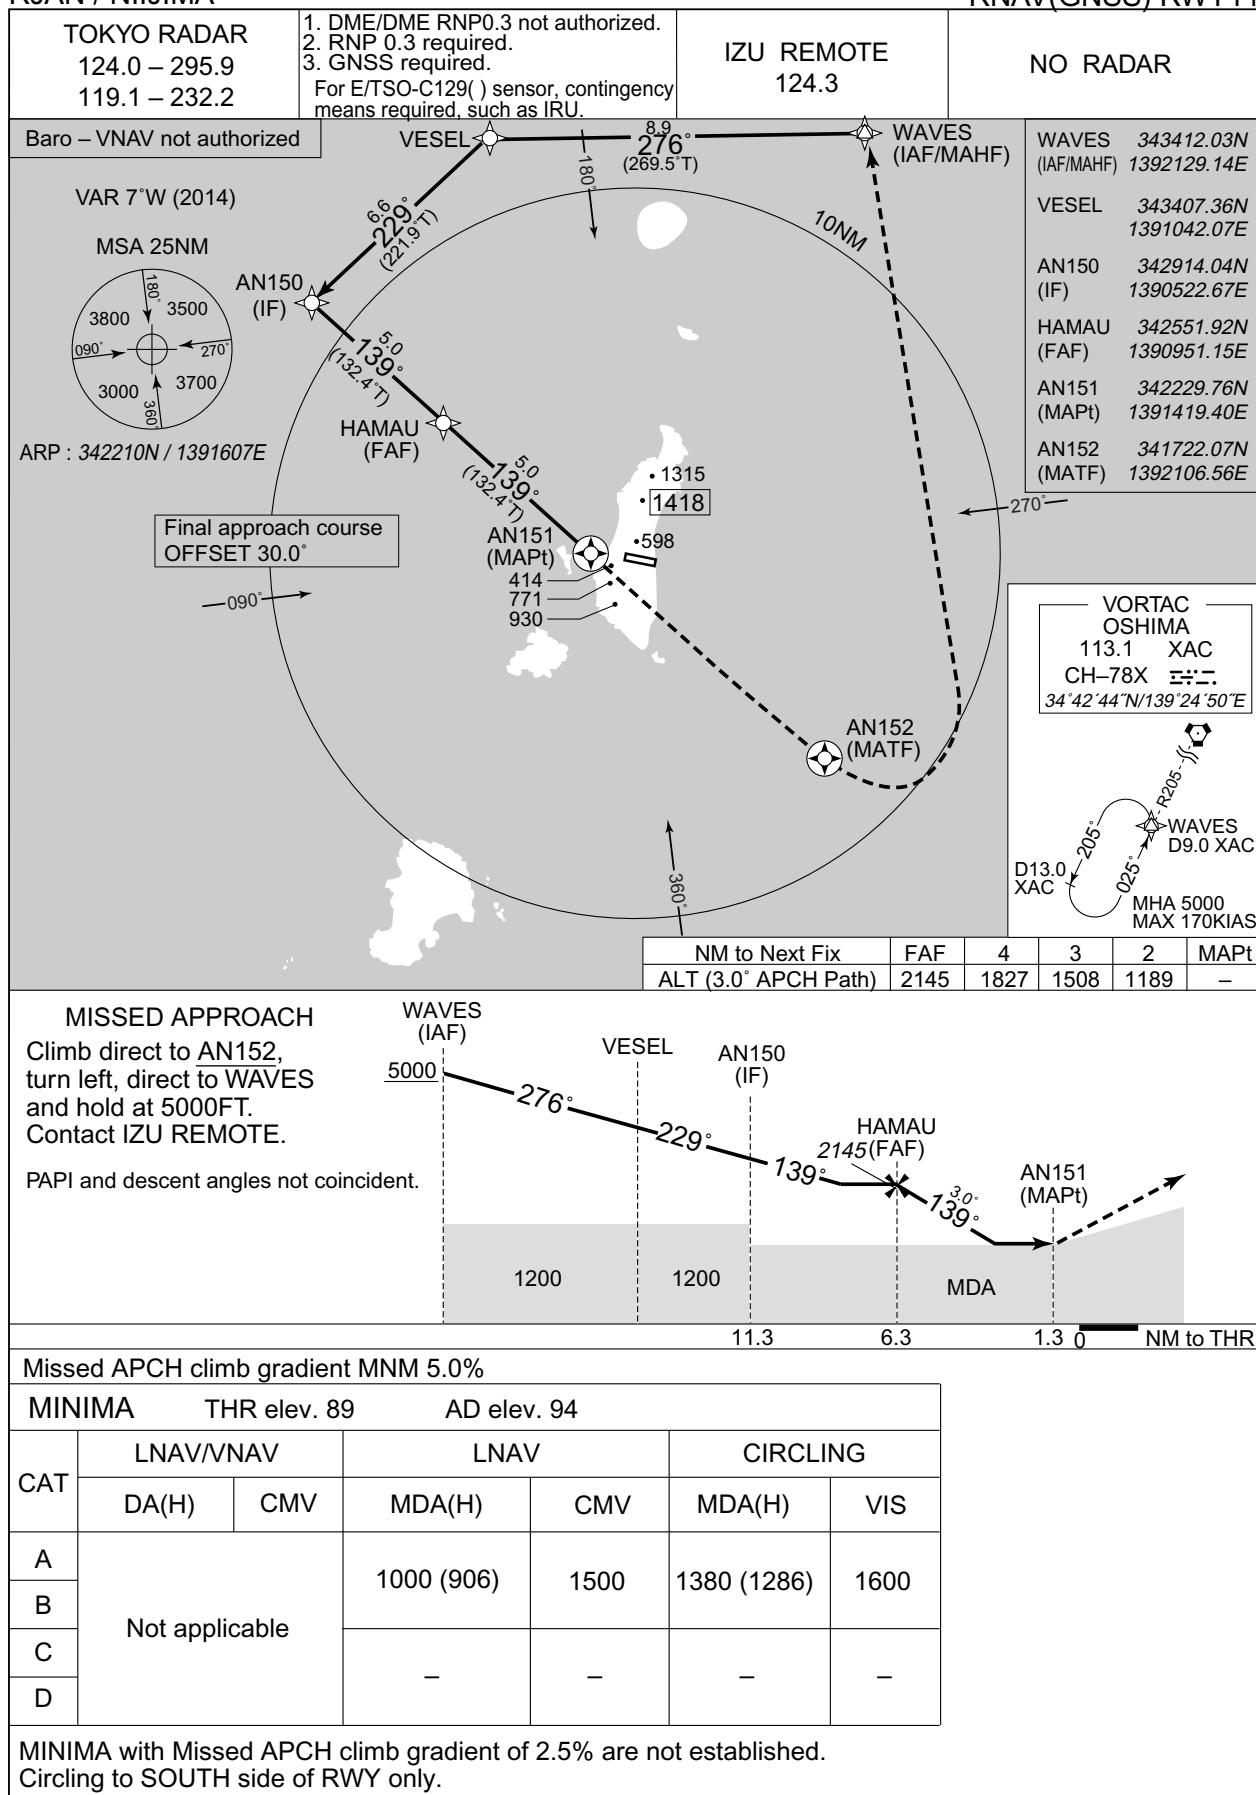 TOKYO RADAR
124.0 – 295.9
119.1 – 232.2
1. DME/DME RNP0.3 not authorized.
2. RNP 0.3 required.
3. GNSS required.
For E/TSO-C129( ) sensor, contingency
means required, such as IRU.
IZU REMOTE
124.3
NO RADAR
Baro – VNAV not authorized
VAR 7°W (2014)
MSA 25NM
180°
3800
3500
090°
270°
3000
3700
360°
ARP : 342210N / 1391607E
VESEL
8.9
276°
(269.5°T)
WAVES
(IAF/MAHF)
180°
10NM
6.6
229°
(221.9°T)
AN150
(IF)
5.0
139°
(132.4°T)
HAMAU
(FAF)
5.0
139°
(132.4°T)
1315
1418
598
AN151
(MAPt)
414
771
930
Final approach course
OFFSET 30.0°
090°
270°
AN152
(MATF)
360°
WAVES 343412.03N
(IAF/MAHF) 1392129.14E
VESEL 343407.36N
1391042.07E
AN150 342914.04N
(IF) 1390522.67E
HAMAU 342551.92N
(FAF) 1390951.15E
AN151 342229.76N
(MAPt) 1391419.40E
AN152 341722.07N
(MATF) 1392106.56E
VORTAC
OSHIMA
113.1 XAC
CH–78X
34°42′44″N/139°24′50″E
R205
WAVES
D9.0 XAC
205°
025°
D13.0
XAC
MHA 5000
MAX 170KIAS
NM to Next Fix FAF 4 3 2 MAPt
ALT (3.0° APCH Path) 2145 1827 1508 1189 –
MISSED APPROACH
Climb direct to AN152,
turn left, direct to WAVES
and hold at 5000FT.
Contact IZU REMOTE.
PAPI and descent angles not coincident.
WAVES
(IAF)
VESEL
AN150
(IF)
5000
276°
229°
139°
HAMAU
2145 (FAF)
3.0°
139°
AN151
(MAPt)
1200
1200
MDA
11.3 6.3 1.3 0 NM to THR
Missed APCH climb gradient MNM 5.0%
MINIMA THR elev. 89 AD elev. 94
CAT LNAV/VNAV LNAV CIRCLING
DA(H) CMV MDA(H) CMV MDA(H) VIS
A
B
C
D
Not applicable
1000 (906) 1500 1380 (1286) 1600
– – – –
MINIMA with Missed APCH climb gradient of 2.5% are not established.
Circling to SOUTH side of RWY only.